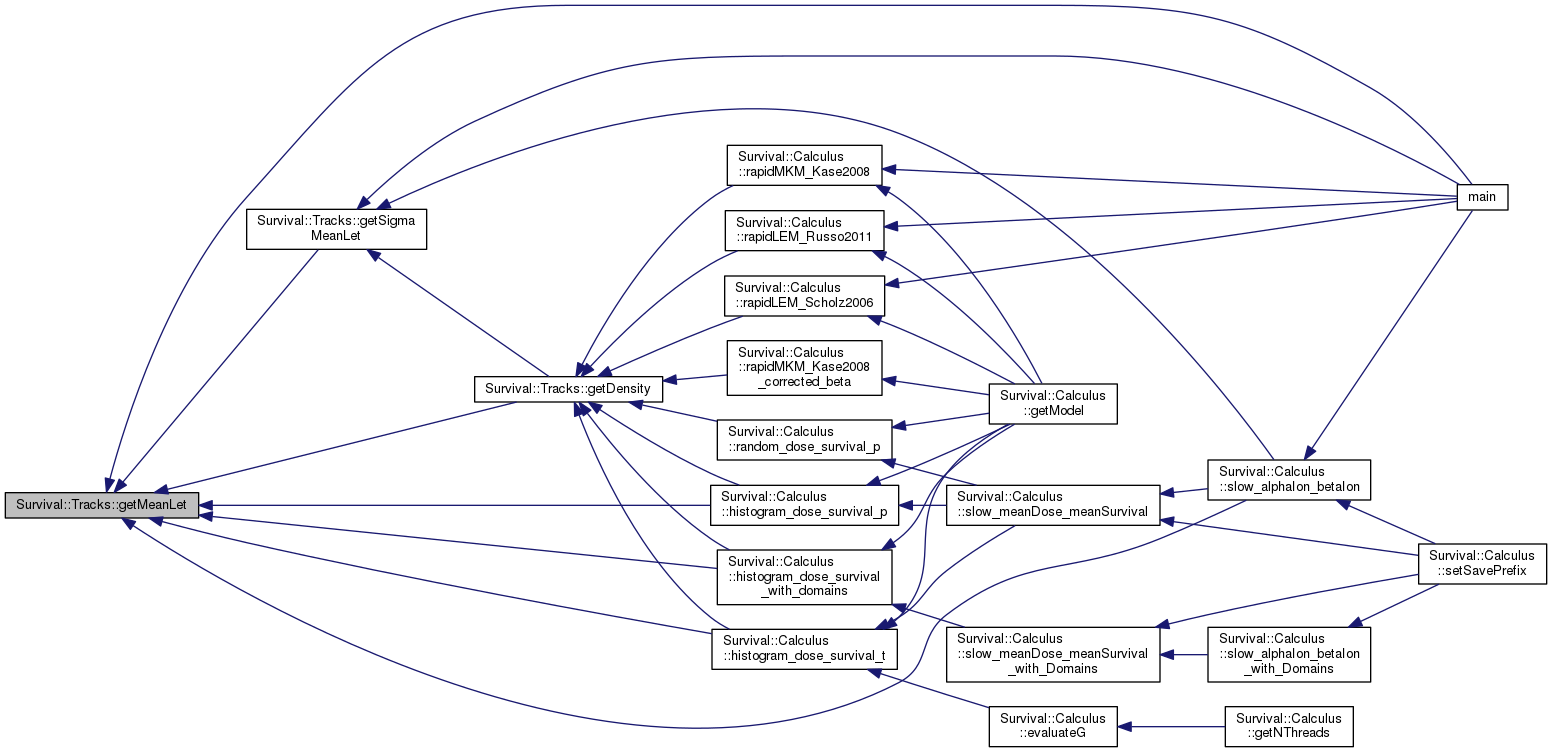 main
Survival::Calculus
::rapidMKM_Kase2008
Survival::Tracks::getSigma
MeanLet
Survival::Calculus
::rapidLEM_Russo2011
Survival::Calculus
::rapidLEM_Scholz2006
Survival::Calculus
::rapidMKM_Kase2008
_corrected_beta
Survival::Tracks::getDensity
Survival::Calculus
::getModel
Survival::Calculus
::random_dose_survival_p
Survival::Calculus
::slow_alphaIon_betaIon
Survival::Tracks::getMeanLet
Survival::Calculus
::histogram_dose_survival_p
Survival::Calculus
::slow_meanDose_meanSurvival
Survival::Calculus
::histogram_dose_survival
_with_domains
Survival::Calculus
::setSavePrefix
Survival::Calculus
::histogram_dose_survival_t
Survival::Calculus
::slow_meanDose_meanSurvival
_with_Domains
Survival::Calculus
::slow_alphaIon_betaIon
_with_Domains
Survival::Calculus
::evaluateG
Survival::Calculus
::getNThreads